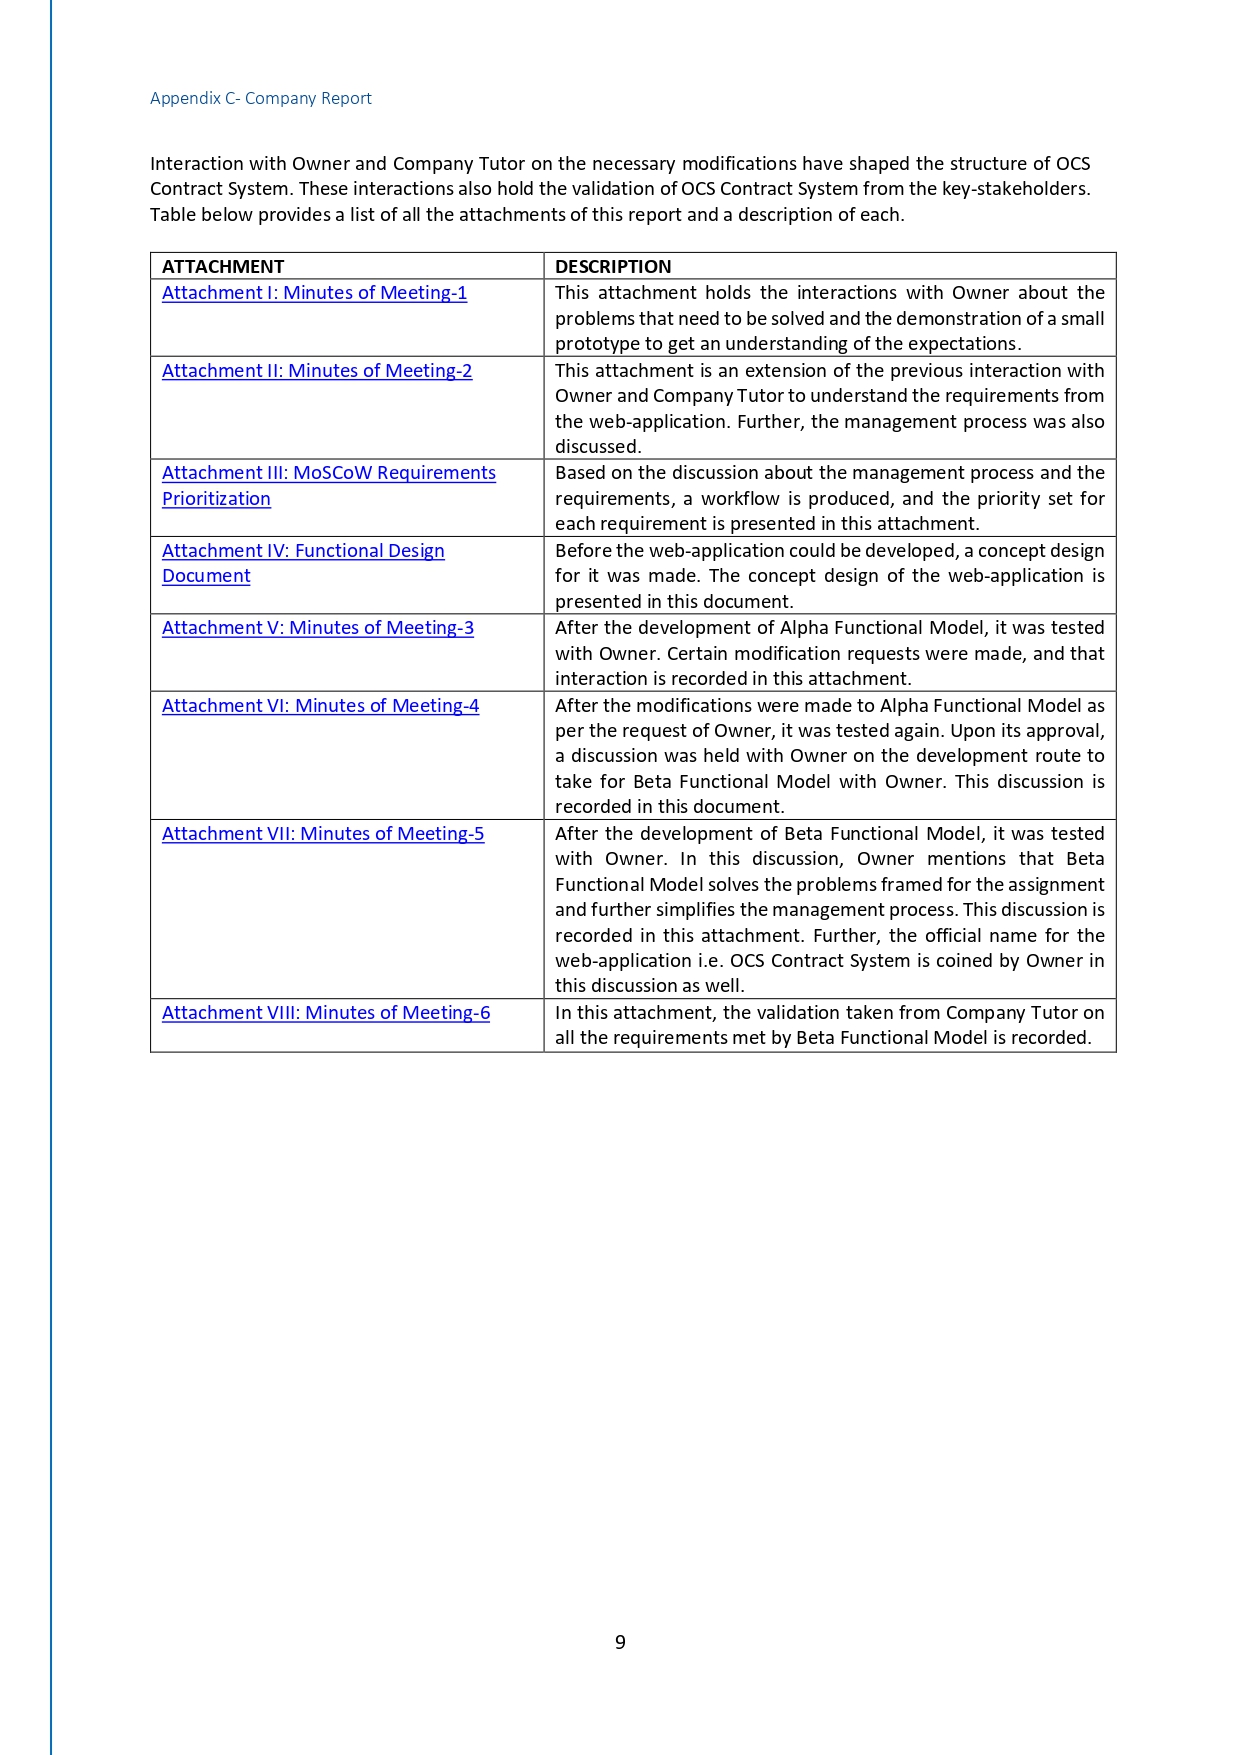 Appendix C- Company Report
Interaction with Owner and Company Tutor on the necessary modifications have shaped the structure of OCS
Contract System. These interactions also hold the validation of OCS Contract System from the key-stakeholders.
Table below provides a list of all the attachments of this report and a description of each.
ATTACHMENT
DESCRIPTION
Attachment I: Minutes of Meeting-1
This attachment holds the interactions with Owner about the
problems that need to be solved and the demonstration of a small
prototype to get an understanding of the expectations.
Attachment II: Minutes of Meeting-2
This attachment is an extension of the previous interaction with
Owner and Company Tutor to understand the requirements from
the web-application. Further, the management process was also
discussed.
Attachment III: MoSCoW Requirements
Prioritization
Based on the discussion about the management process and the
requirements, a workflow is produced, and the priority set for
each requirement is presented in this attachment.
Attachment IV: Functional Design
Document
Before the web-application could be developed, a concept design
for it was made. The concept design of the web-application is
presented in this document.
Attachment V: Minutes of Meeting-3
After the development of Alpha Functional Model, it was tested
with Owner. Certain modification requests were made, and that
interaction is recorded in this attachment.
Attachment VI: Minutes of Meeting-4
After the modifications were made to Alpha Functional Model as
per the request of Owner, it was tested again. Upon its approval,
a discussion was held with Owner on the development route to
take for Beta Functional Model with Owner. This discussion is
recorded in this document.
Attachment VII: Minutes of Meeting-5
After the development of Beta Functional Model, it was tested
with Owner. In this discussion, Owner mentions that Beta
Functional Model solves the problems framed for the assignment
and further simplifies the management process. This discussion is
recorded in this attachment. Further, the official name for the
web-application i.e. OCS Contract System is coined by Owner in
this discussion as well.
Attachment VIII: Minutes of Meeting-6
In this attachment, the validation taken from Company Tutor on
all the requirements met by Beta Functional Model is recorded.
9